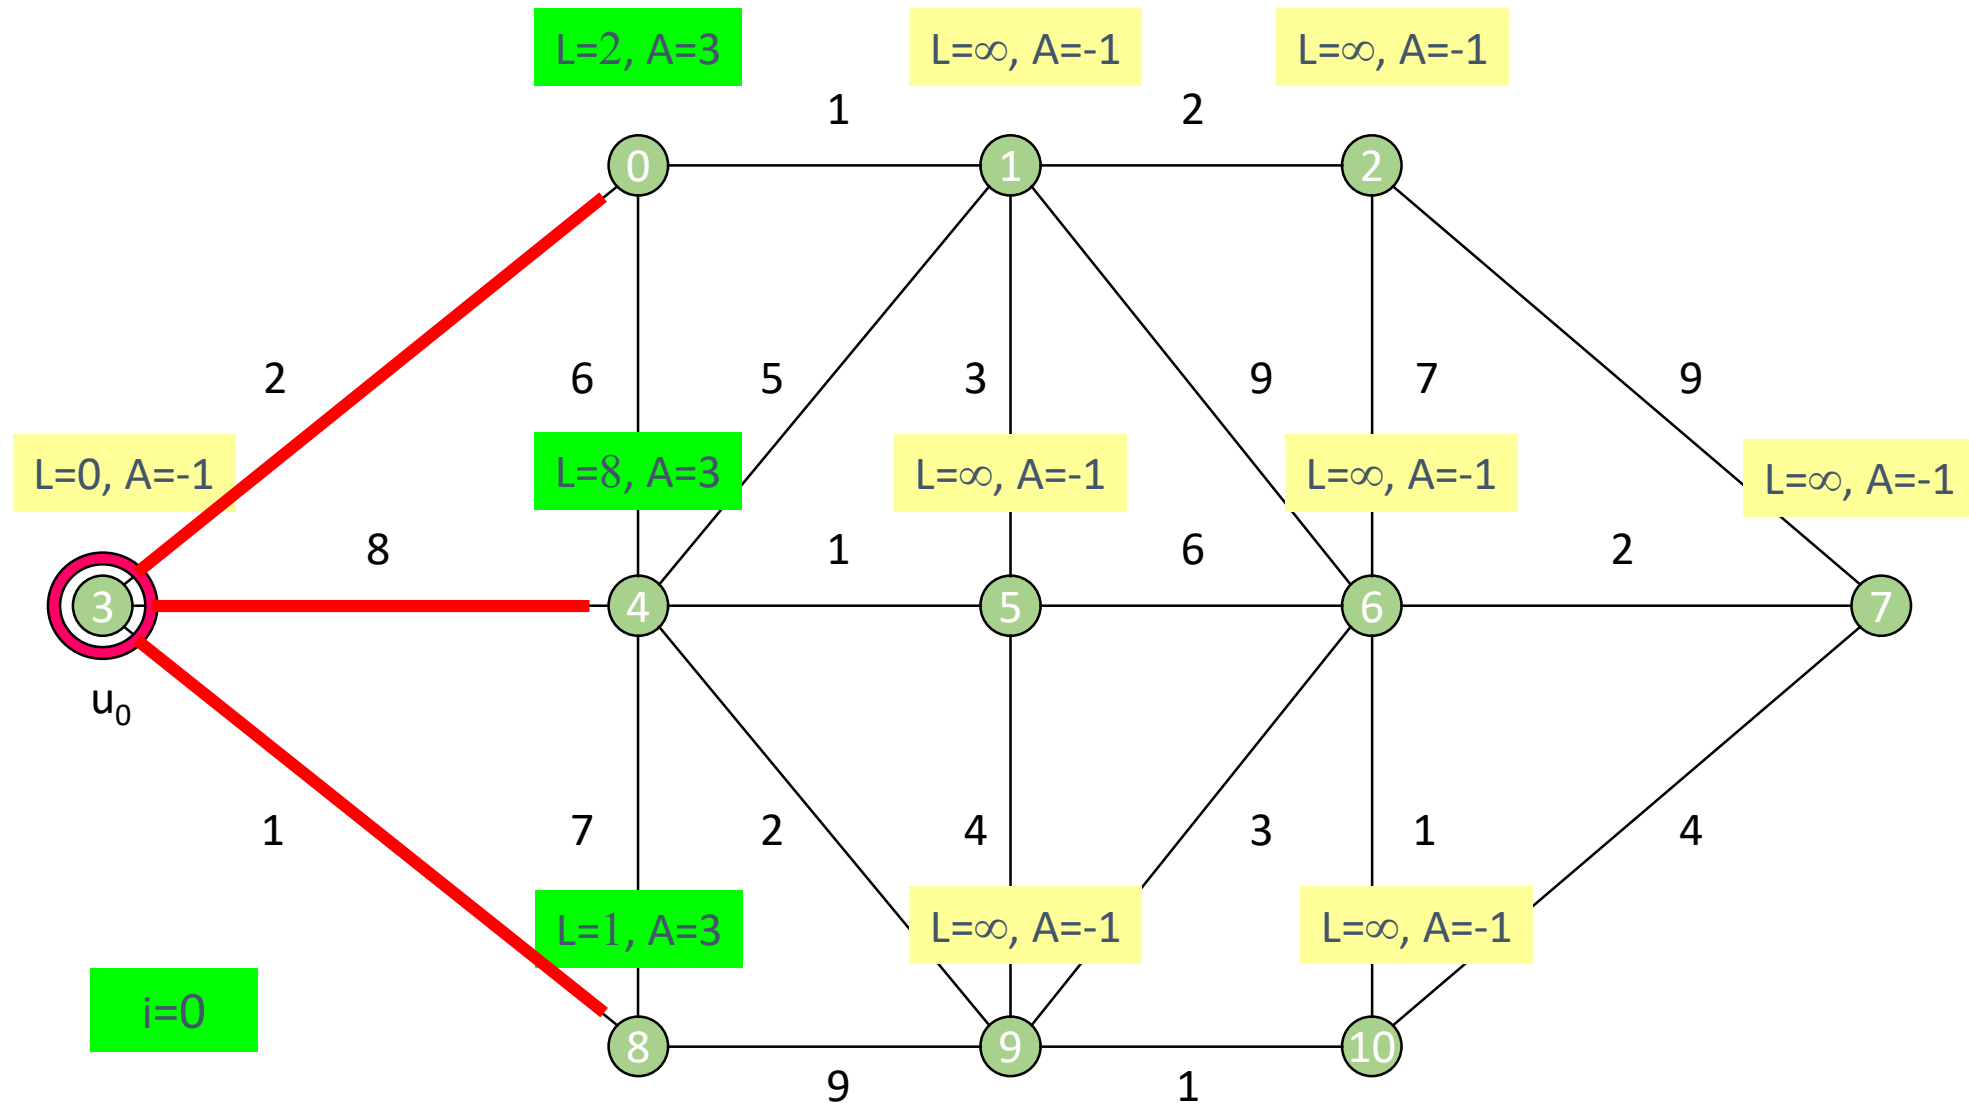 L=2, A=3 L=∞, A=-1 L=∞, A=-1
1 2
0 1 2
2 6 5 3 9 7 9
L=0, A=-1 L=8, A=3 L=∞, A=-1 L=∞, A=-1 L=∞, A=-1
8 1 6 2
3 4 5 6 7
u₀
1 7 2 4 3 1 4
L=1, A=3 L=∞, A=-1 L=∞, A=-1
i=0
8 9 10
9 1